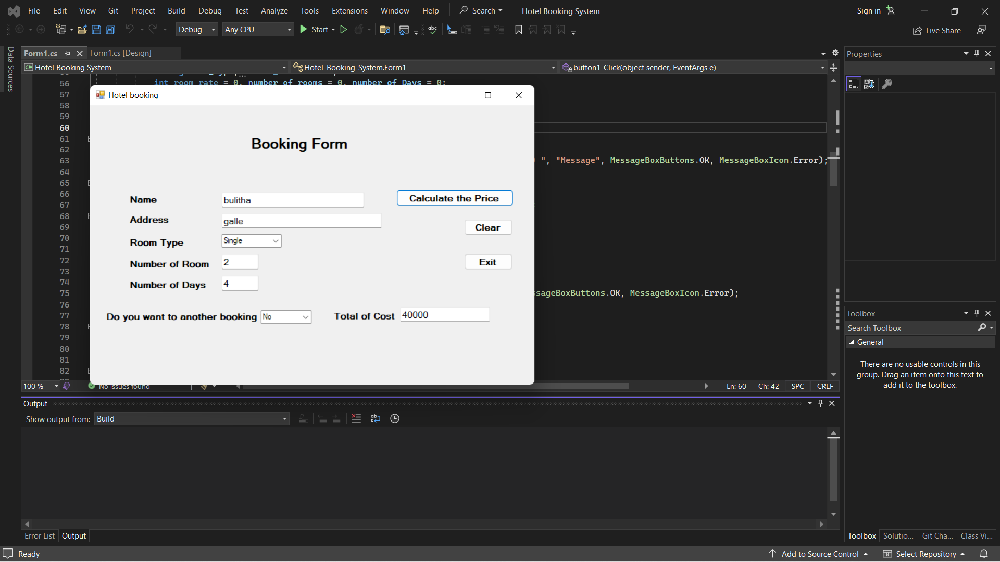 File Edit View Git Project Build Debug Test Analyze Tools Extensions Window Help Search Hotel Booking System Sign in
Debug Any CPU Start Live Share
Data Sources
Form1.cs Form1.cs [Design]
Hotel Booking System Hotel_Booking_System.Form1 button1_Click(object sender, EventArgs e)
56 int room_rate = 0, number_of_rooms = 0, number_of_Days = 0;
57
58
59
60
61
62
63 ", "Message", MessageBoxButtons.OK, MessageBoxIcon.Error);
64
65
66
67
68
69
70
71
72
73
74
75 ssageBoxButtons.OK, MessageBoxIcon.Error);
76
77
78
79
80
81
82
Hotel booking
Booking Form
Name bulitha Calculate the Price
Address galle Clear
Room Type Single
Number of Room 2 Exit
Number of Days 4
Do you want to another booking No Total of Cost 40000
100 % No issues found Ln: 60 Ch: 42 SPC CRLF
Output
Show output from: Build
Error List Output
Properties
Toolbox
Search Toolbox
General
There are no usable controls in this
group. Drag an item onto this text to
add it to the toolbox.
Toolbox Solutio... Git Cha... Class Vi...
Ready Add to Source Control Select Repository